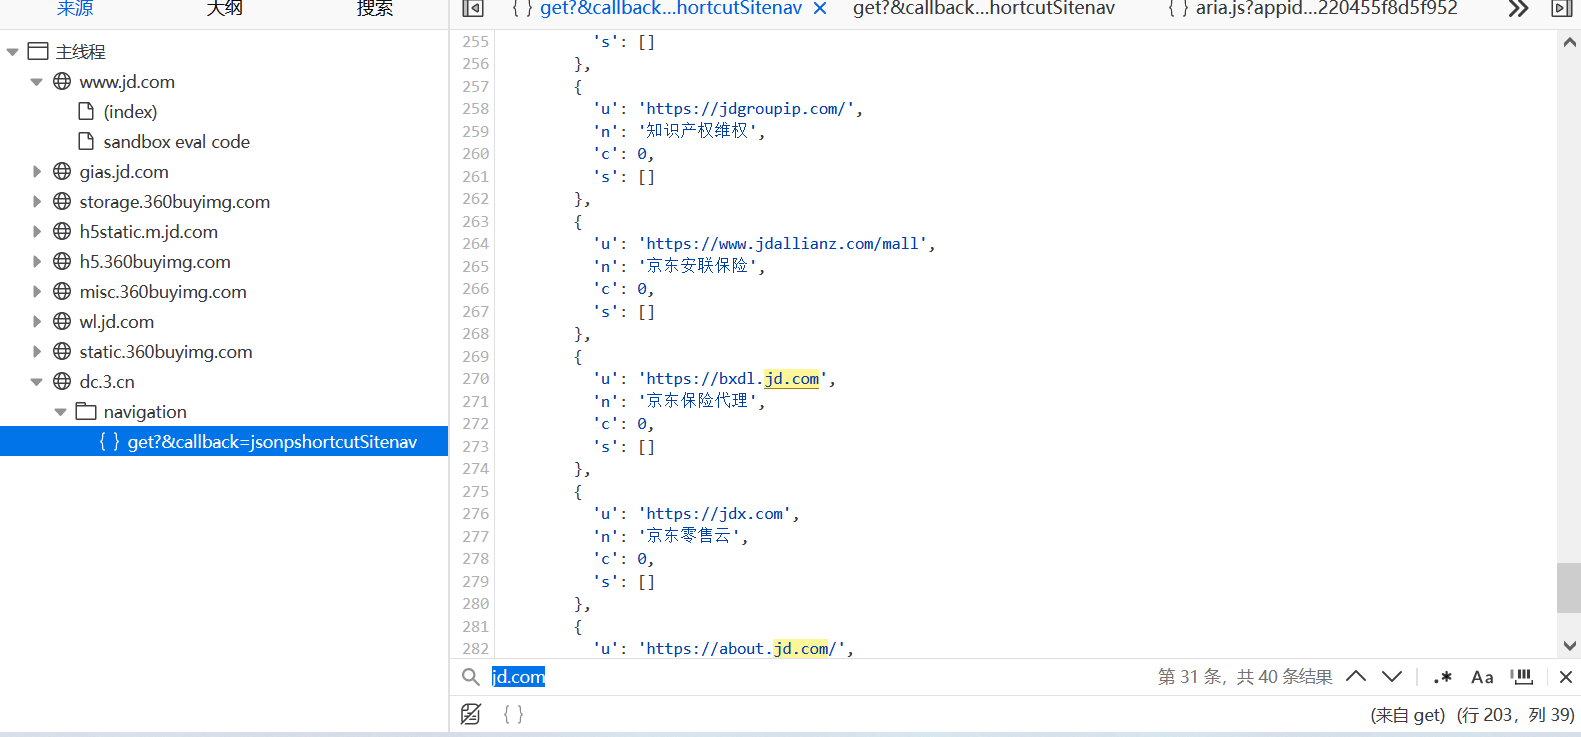 来源 大纲 搜索
主线程
www.jd.com
(index)
sandbox eval code
gias.jd.com
storage.360buyimg.com
h5static.m.jd.com
h5.360buyimg.com
misc.360buyimg.com
wl.jd.com
static.360buyimg.com
dc.3.cn
navigation
{ } get?&callback=jsonpshortcutSitenav
{ } get?&callback...hortcutSitenav × get?&callback...hortcutSitenav { } aria.js?appid...220455f8d5f952
255 's': []
256 },
257 {
258 'u': 'https://jdgroupip.com/',
259 'n': '知识产权维权',
260 'c': 0,
261 's': []
262 },
263 {
264 'u': 'https://www.jdallianz.com/mall',
265 'n': '京东安联保险',
266 'c': 0,
267 's': []
268 },
269 {
270 'u': 'https://bxdl.jd.com',
271 'n': '京东保险代理',
272 'c': 0,
273 's': []
274 },
275 {
276 'u': 'https://jdx.com',
277 'n': '京东零售云',
278 'c': 0,
279 's': []
280 },
281 {
282 'u': 'https://about.jd.com/',
jd.com 第 31 条，共 40 条结果 .* Aa
{ } (来自 get) (行 203，列 39)